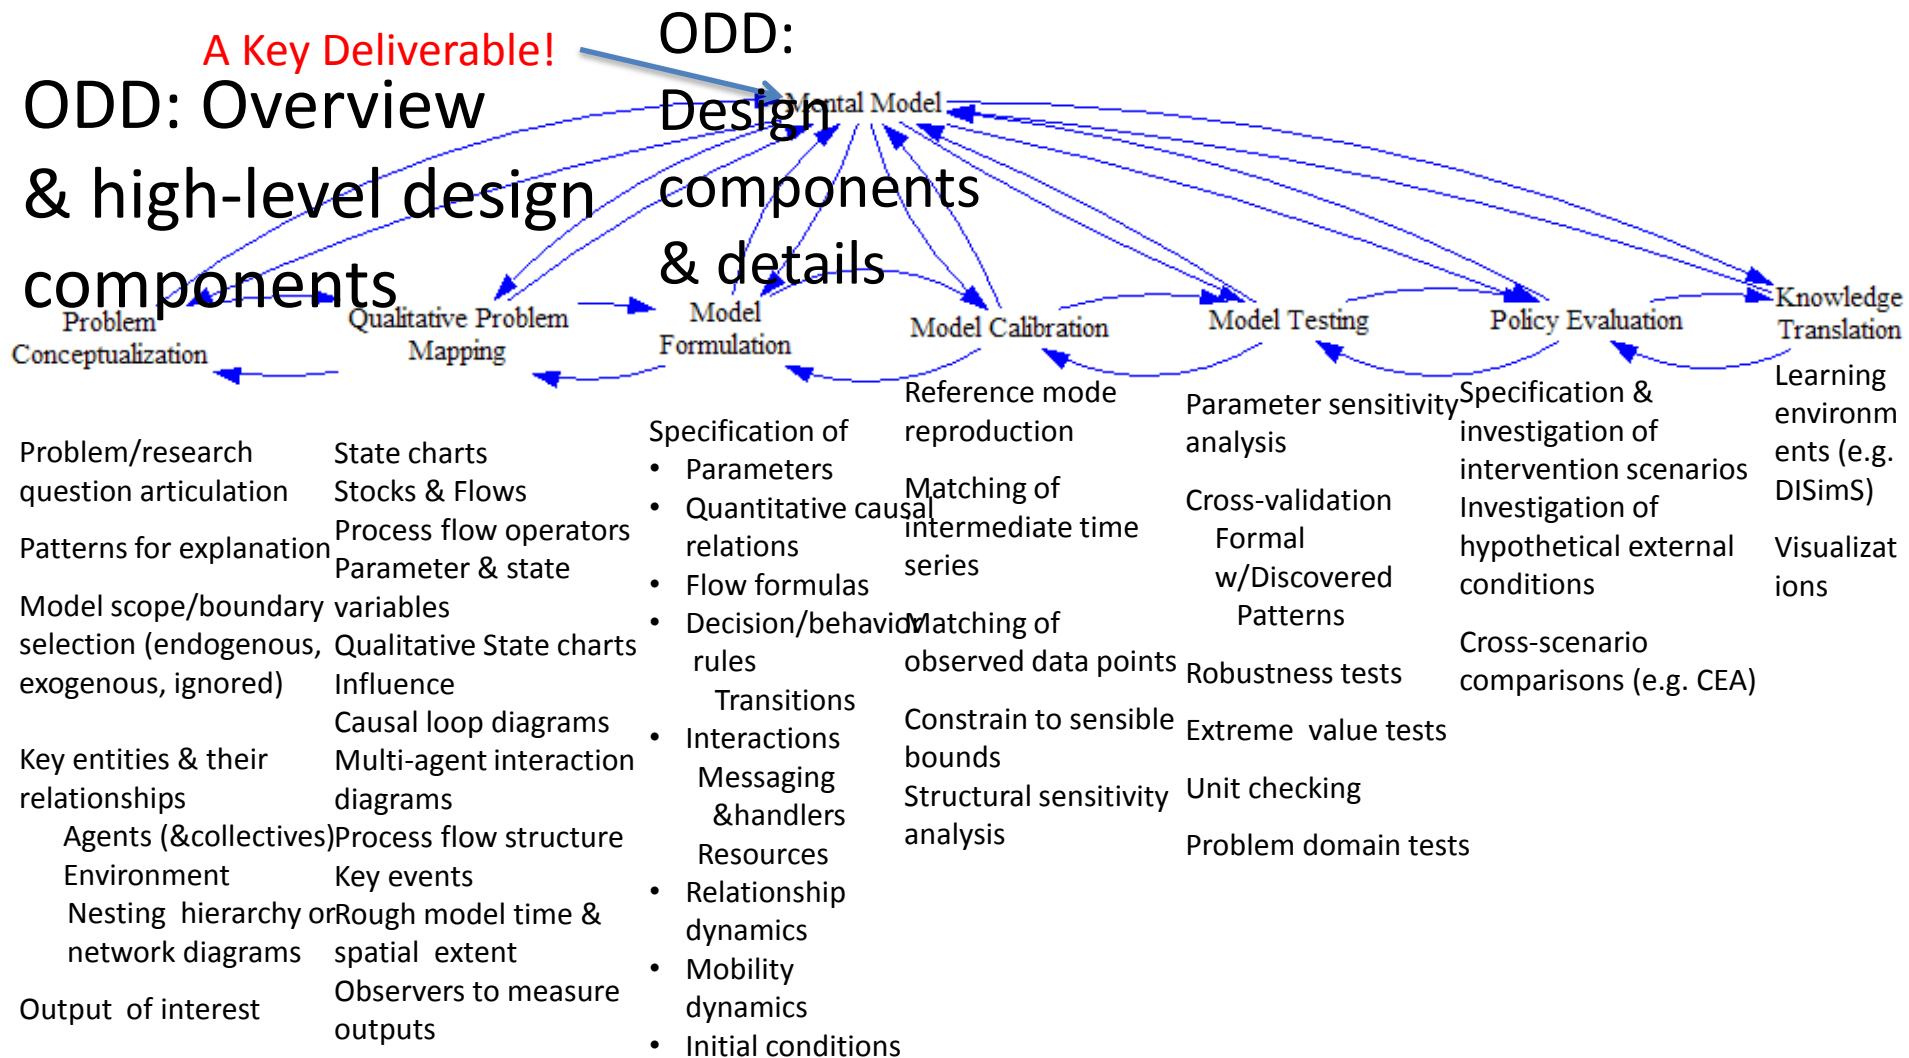 A Key Deliverable!
ODD: Overview
& high-level design
components
ODD:
Design
components
& details
Mental Model
Problem
Conceptualization
Qualitative Problem
Mapping
Model
Formulation
Model Calibration
Model Testing
Policy Evaluation
Knowledge
Translation
Problem/research
question articulation
Patterns for explanation
Model scope/boundary
selection (endogenous,
exogenous, ignored)
Key entities & their
relationships
Agents (&collectives)
Environment
Nesting hierarchy or
network diagrams
Output of interest
State charts
Stocks & Flows
Process flow operators
Parameter & state
variables
Qualitative State charts
Influence
Causal loop diagrams
Multi-agent interaction
diagrams
Process flow structure
Key events
Rough model time &
spatial extent
Observers to measure
outputs
Specification of
• Parameters
• Quantitative causal
relations
• Flow formulas
• Decision/behavior
rules
Transitions
• Interactions
Messaging
&handlers
Resources
• Relationship
dynamics
• Mobility
dynamics
• Initial conditions
Reference mode
reproduction
Matching of
intermediate time
series
Matching of
observed data points
Constrain to sensible
bounds
Structural sensitivity
analysis
Parameter sensitivity
analysis
Cross-validation
Formal
w/Discovered
Patterns
Robustness tests
Extreme value tests
Unit checking
Problem domain tests
Specification &
investigation of
intervention scenarios
Investigation of
hypothetical external
conditions
Cross-scenario
comparisons (e.g. CEA)
Learning
environm
ents (e.g.
DISimS)
Visualizat
ions